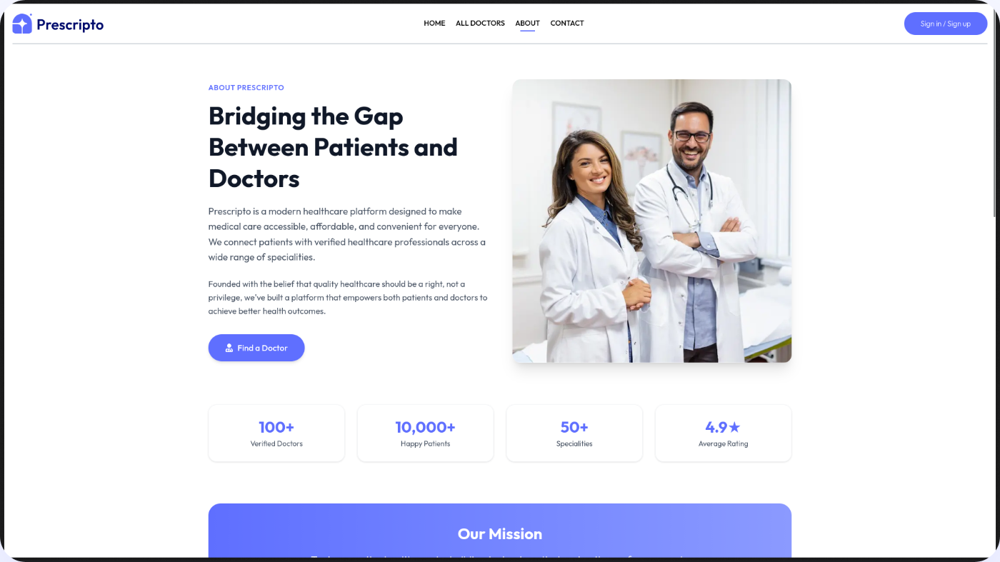 Prescripto
HOME
ALL DOCTORS
ABOUT
CONTACT
Sign in / Sign up
ABOUT PRESCRIPTO
Bridging the Gap
Between Patients and
Doctors
Prescripto is a modern healthcare platform designed to make
medical care accessible, affordable, and convenient for everyone.
We connect patients with verified healthcare professionals across a
wide range of specialities.
Founded with the belief that quality healthcare should be a right, not a
privilege, we've built a platform that empowers both patients and doctors to
achieve better health outcomes.
Find a Doctor
100+
Verified Doctors
10,000+
Happy Patients
50+
Specialities
4.9★
Average Rating
Our Mission